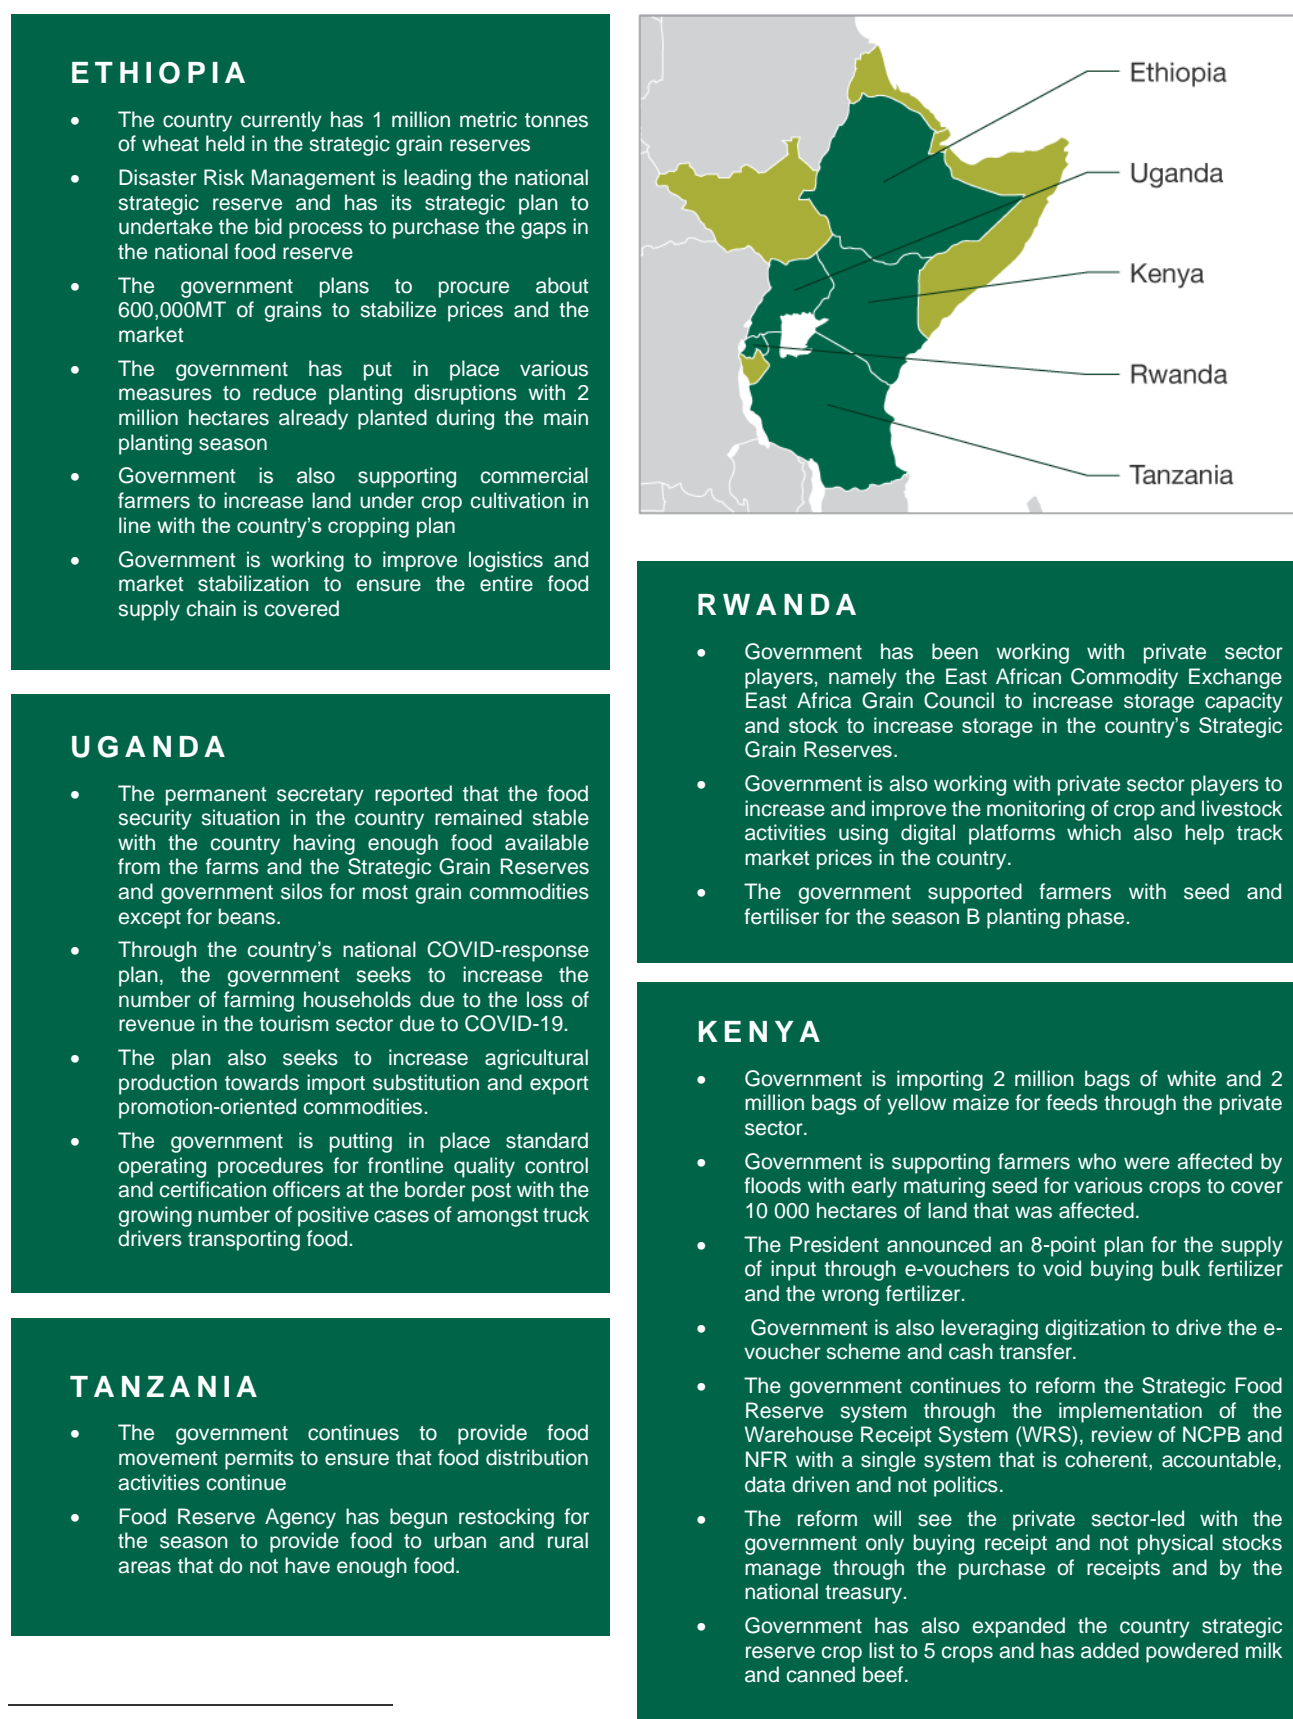 ETHIOPIA
• The country currently has 1 million metric tonnes
of wheat held in the strategic grain reserves
• Disaster Risk Management is leading the national
strategic reserve and has its strategic plan to
undertake the bid process to purchase the gaps in
the national food reserve
• The government plans to procure about
600,000MT of grains to stabilize prices and the
market
• The government has put in place various
measures to reduce planting disruptions with 2
million hectares already planted during the main
planting season
• Government is also supporting commercial
farmers to increase land under crop cultivation in
line with the country's cropping plan
• Government is working to improve logistics and
market stabilization to ensure the entire food
supply chain is covered
UGANDA
• The permanent secretary reported that the food
security situation in the country remained stable
with the country having enough food available
from the farms and the Strategic Grain Reserves
and government silos for most grain commodities
except for beans.
• Through the country's national COVID-response
plan, the government seeks to increase the
number of farming households due to the loss of
revenue in the tourism sector due to COVID-19.
• The plan also seeks to increase agricultural
production towards import substitution and export
promotion-oriented commodities.
• The government is putting in place standard
operating procedures for frontline quality control
and certification officers at the border post with the
growing number of positive cases of amongst truck
drivers transporting food.
TANZANIA
• The government continues to provide food
movement permits to ensure that food distribution
activities continue
• Food Reserve Agency has begun restocking for
the season to provide food to urban and rural
areas that do not have enough food.
Ethiopia
Uganda
Kenya
Rwanda
Tanzania
RWANDA
• Government has been working with private sector
players, namely the East African Commodity Exchange
East Africa Grain Council to increase storage capacity
and stock to increase storage in the country's Strategic
Grain Reserves.
• Government is also working with private sector players to
increase and improve the monitoring of crop and livestock
activities using digital platforms which also help track
market prices in the country.
• The government supported farmers with seed and
fertiliser for the season B planting phase.
KENYA
• Government is importing 2 million bags of white and 2
million bags of yellow maize for feeds through the private
sector.
• Government is supporting farmers who were affected by
floods with early maturing seed for various crops to cover
10 000 hectares of land that was affected.
• The President announced an 8-point plan for the supply
of input through e-vouchers to void buying bulk fertilizer
and the wrong fertilizer.
• Government is also leveraging digitization to drive the e-
voucher scheme and cash transfer.
• The government continues to reform the Strategic Food
Reserve system through the implementation of the
Warehouse Receipt System (WRS), review of NCPB and
NFR with a single system that is coherent, accountable,
data driven and not politics.
• The reform will see the private sector-led with the
government only buying receipt and not physical stocks
manage through the purchase of receipts and by the
national treasury.
• Government has also expanded the country strategic
reserve crop list to 5 crops and has added powdered milk
and canned beef.